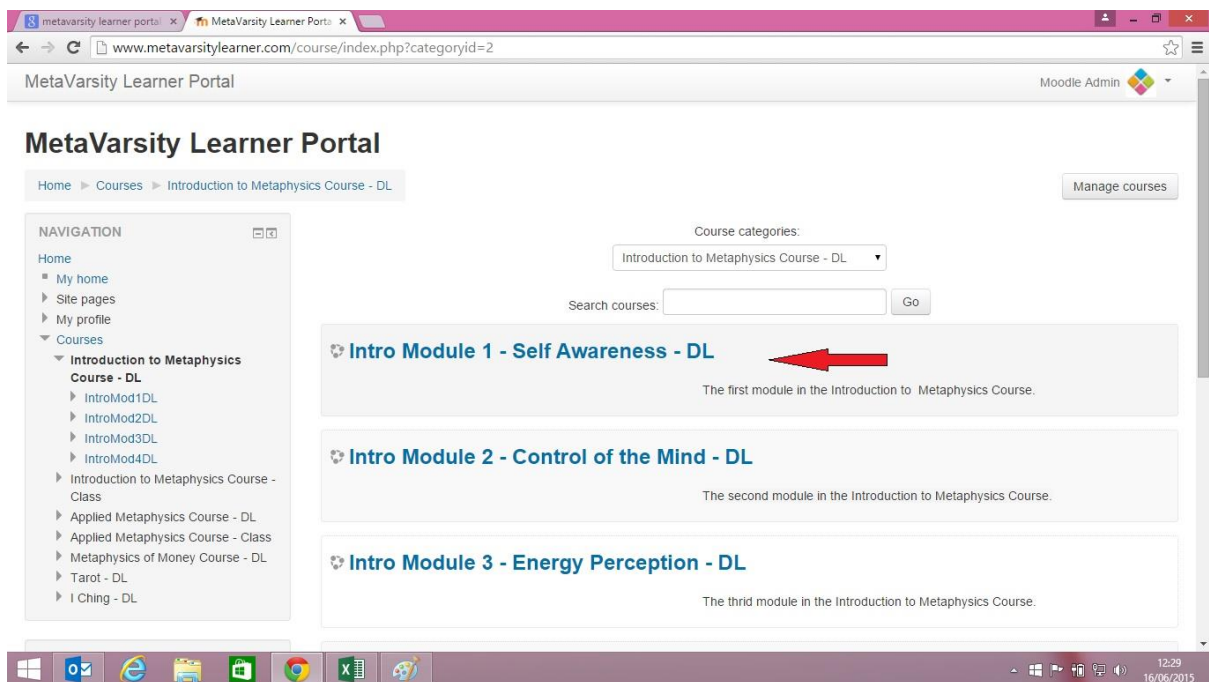 metavarsity learner portal
MetaVarsity Learner Porta
www.metavarsitylearner.com/course/index.php?categoryid=2
MetaVarsity Learner Portal
Moodle Admin
MetaVarsity Learner Portal
Home Courses Introduction to Metaphysics Course - DL
Manage courses
NAVIGATION
Home
My home
Site pages
My profile
Courses
Introduction to Metaphysics
Course - DL
IntroMod1DL
IntroMod2DL
IntroMod3DL
IntroMod4DL
Introduction to Metaphysics Course -
Class
Applied Metaphysics Course - DL
Applied Metaphysics Course - Class
Metaphysics of Money Course - DL
Tarot - DL
I Ching - DL
Course categories:
Introduction to Metaphysics Course - DL
Search courses:
Go
Intro Module 1 - Self Awareness - DL
The first module in the Introduction to Metaphysics Course.
Intro Module 2 - Control of the Mind - DL
The second module in the Introduction to Metaphysics Course.
Intro Module 3 - Energy Perception - DL
The thrid module in the Introduction to Metaphysics Course.
12:29
16/06/2015